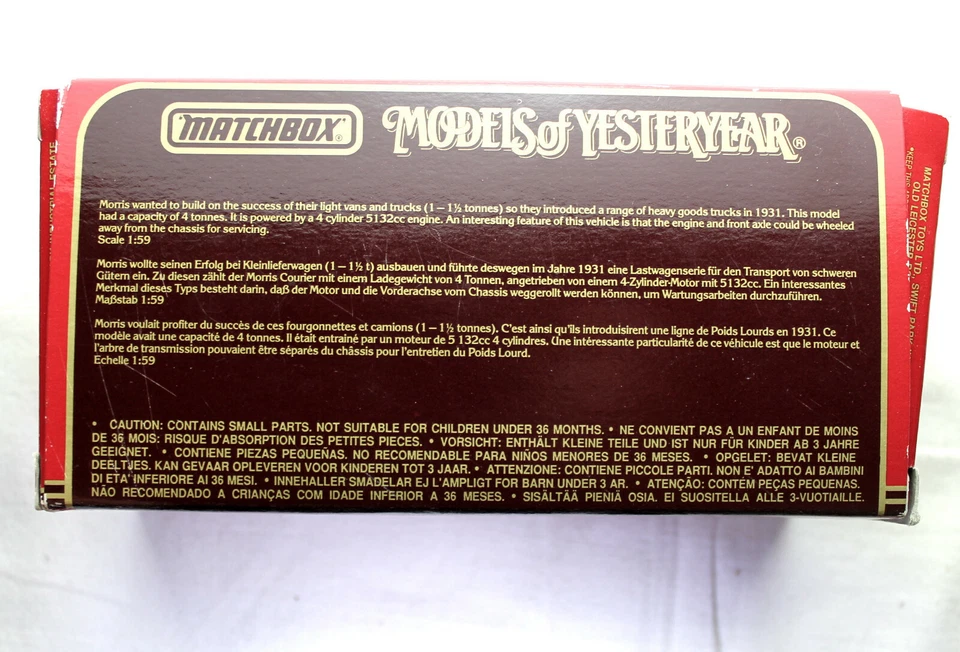 MATCHBOX®
MODELS of YESTERYEAR®
Morris wanted to build on the success of their light vans and trucks (1 – 1½ tonnes) so they introduced a range of heavy goods trucks in 1931. This model
had a capacity of 4 tonnes. It is powered by a 4 cylinder 5132cc engine. An interesting feature of this vehicle is that the engine and front axle could be wheeled
away from the chassis for servicing.
Scale 1:59
Morris wollte seinen Erfolg bei Kleinlieferwagen (1 – 1½ t) ausbauen und führte deswegen im Jahre 1931 eine Lastwagenserie für den Transport von schweren
Gütern ein. Zu diesen zählt der Morris Courier mit einem Ladegewicht von 4 Tonnen, angetrieben von einem 4-Zylinder-Motor mit 5132cc. Ein interessantes
Merkmal dieses Typs besteht darin, daß der Motor und die Vorderachse vom Chassis weggerollt werden können, um Wartungsarbeiten durchzuführen.
Maßstab 1:59
Morris voulait profiter du succès de ces fourgonnettes et camions (1 – 1½ tonnes). C'est ainsi qu'ils introduisirent une ligne de Poids Lourds en 1931. Ce
modèle avait une capacité de 4 tonnes. Il était entrainé par un moteur de 5 132cc 4 cylindres. Une intéressante particularité de ce véhicule est que le moteur et
l'arbre de transmission pouvaient être séparés du châssis pour l'entretien du Poids Lourd.
Echelle 1:59
• CAUTION: CONTAINS SMALL PARTS. NOT SUITABLE FOR CHILDREN UNDER 36 MONTHS. • NE CONVIENT PAS A UN ENFANT DE MOINS
DE 36 MOIS: RISQUE D'ABSORPTION DES PETITES PIECES. • VORSICHT: ENTHÄLT KLEINE TEILE UND IST NUR FÜR KINDER AB 3 JAHRE
GEEIGNET. • CONTIENE PIEZAS PEQUEÑAS. NO RECOMENDABLE PARA NIÑOS MENORES DE 36 MESES. • OPGELET: BEVAT KLEINE
DEELTJES. KAN GEVAAR OPLEVEREN VOOR KINDEREN TOT 3 JAAR. • ATTENZIONE: CONTIENE PICCOLE PARTI. NON E' ADATTO AI BAMBINI
DI ETA' INFERIORE AI 36 MESI. • INNEHALLER SMÅDELAR EJ L'AMPLIGT FOR BARN UNDER 3 AR. • ATENÇÃO: CONTÉM PEÇAS PEQUENAS.
NÃO RECOMENDADO A CRIANÇAS COM IDADE INFERIOR A 36 MESES. • SISÄLTÄÄ PIENIÄ OSIA. EI SUOSITELLA ALLE 3-VUOTIAILLE.
MATCHBOX TOYS LTD., SWIFT
OLD LEICESTER
• KEEP THIS
ESTATE